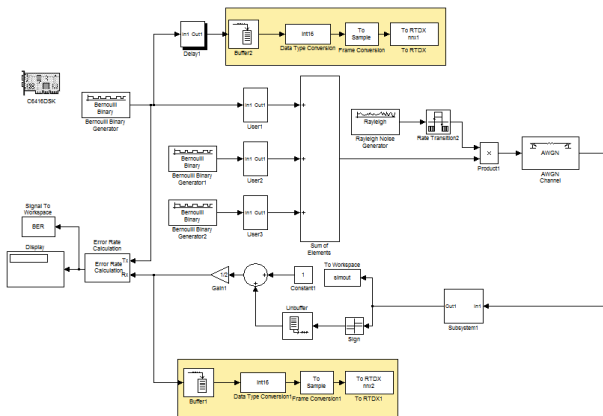 In1 Out1
Delay1
Buffer2
Int16
Data Type Conversion
To
Sample
Frame Conversion
To RTDX
nnx1
To RTDX
C6416DSK
Bernoulli
Binary
Bernoulli Binary
Generator
In1 Out1
User1
Rayleigh
Rayleigh Noise
Generator
Rate Transition2
Product1
AWGN
AWGN
Channel
Bernoulli
Binary
Bernoulli Binary
Generator1
In1 Out1
User2
Bernoulli
Binary
Bernoulli Binary
Generator2
In1 Out1
User3
Sum of
Elements
Signal To
Workspace
BER
Display
Error Rate
Calculation
Error Rate
Calculation
Tx
Rx
1/2
Gain1
1
Constant1
To Workspace
simout
Unbuffer
Sign
Out1 In1
Subsystem1
Buffer1
Int16
Data Type Conversion1
To
Sample
Frame Conversion1
To RTDX
nnx2
To RTDX1